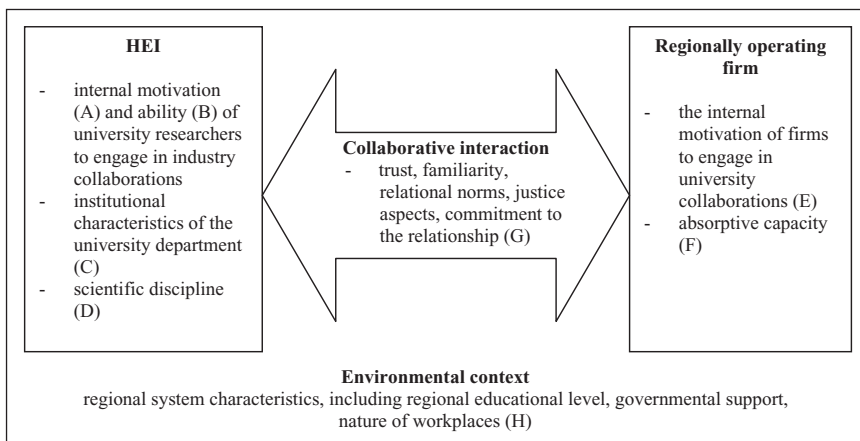 HEI
- internal motivation
(A) and ability (B) of
university researchers
to engage in industry
collaborations
- institutional
characteristics of the
university department
(C)
- scientific discipline
(D)
Collaborative interaction
- trust, familiarity,
relational norms, justice
aspects, commitment to
the relationship (G)
Regionally operating
firm
- the internal
motivation of firms
to engage in
university
collaborations (E)
- absorptive capacity
(F)
Environmental context
regional system characteristics, including regional educational level, governmental support,
nature of workplaces (H)